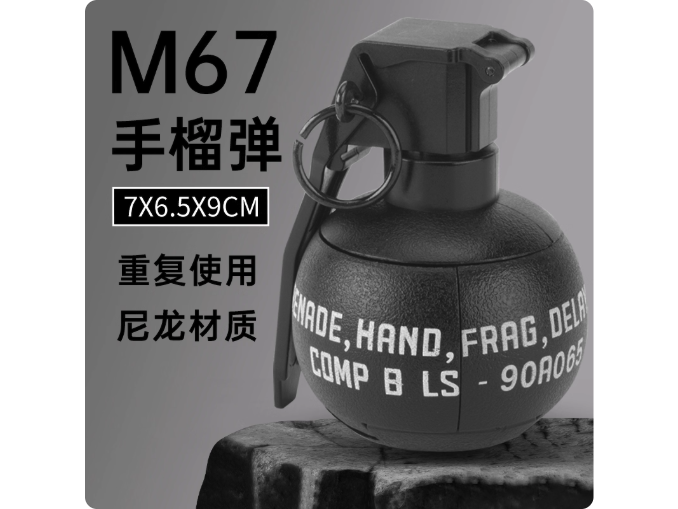 M67
手榴弹
7X6.5X9CM
重复使用
尼龙材质
ENADE, HAND, FRAG, DELA
COMP B LS - 90A065